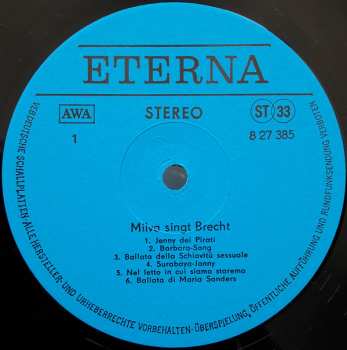 ETERNA
AWA
STEREO
ST 33
1
8 27 385
Milva singt Brecht
1. Jenny dei Pirati
2. Barbara-Song
3. Ballata della Schiavitù sessuale
4. Surabaya-Jonny
5. Nel letto in cui siamo staremo
6. Ballata di Maria Sanders
VEB DEUTSCHE SCHALLPLATTEN · ALLE HERSTELLER- UND URHEBERRECHTE VORBEHALTEN · ÜBERSPIELUNG, ÖFFENTLICHE AUFFÜHRUNG UND RUNDFUNKSENDUNG VERBOTEN